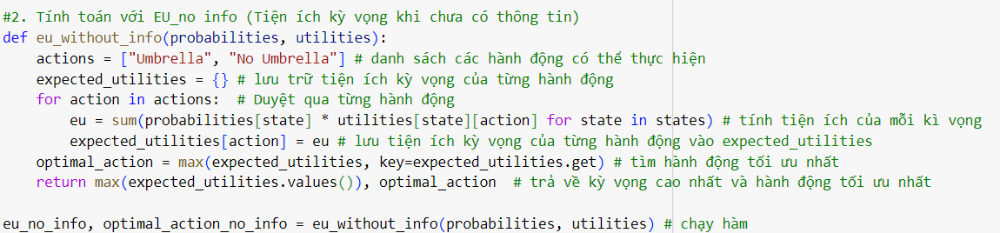 #2. Tính toán với EU_no info (Tiện ích kỳ vọng khi chưa có thông tin)
def eu_without_info(probabilities, utilities):
    actions = ["Umbrella", "No Umbrella"] # danh sách các hành động có thể thực hiện
    expected_utilities = {} # lưu trữ tiện ích kỳ vọng của từng hành động
    for action in actions:  # Duyệt qua từng hành động
        eu = sum(probabilities[state] * utilities[state][action] for state in states) # tính tiện ích của mỗi kì vọng
        expected_utilities[action] = eu # lưu tiện ích kỳ vọng của từng hành động vào expected_utilities
    optimal_action = max(expected_utilities, key=expected_utilities.get) # tìm hành động tối ưu nhất
    return max(expected_utilities.values()), optimal_action  # trả về kỳ vọng cao nhất và hành động tối ưu nhất
eu_no_info, optimal_action_no_info = eu_without_info(probabilities, utilities) # chạy hàm